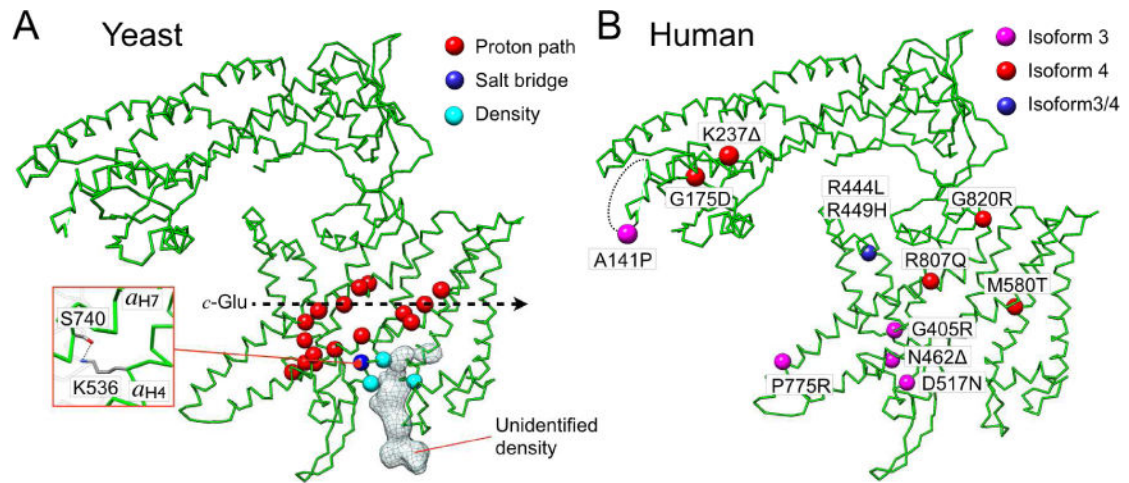 A
Yeast
Proton path
Salt bridge
Density
c-Glu
aH7
S740
K536
aH4
Unidentified
density
B
Human
Isoform 3
Isoform 4
Isoform3/4
K237Δ
G175D
A141P
R444L
R449H
G820R
R807Q
M580T
G405R
N462Δ
P775R
D517N